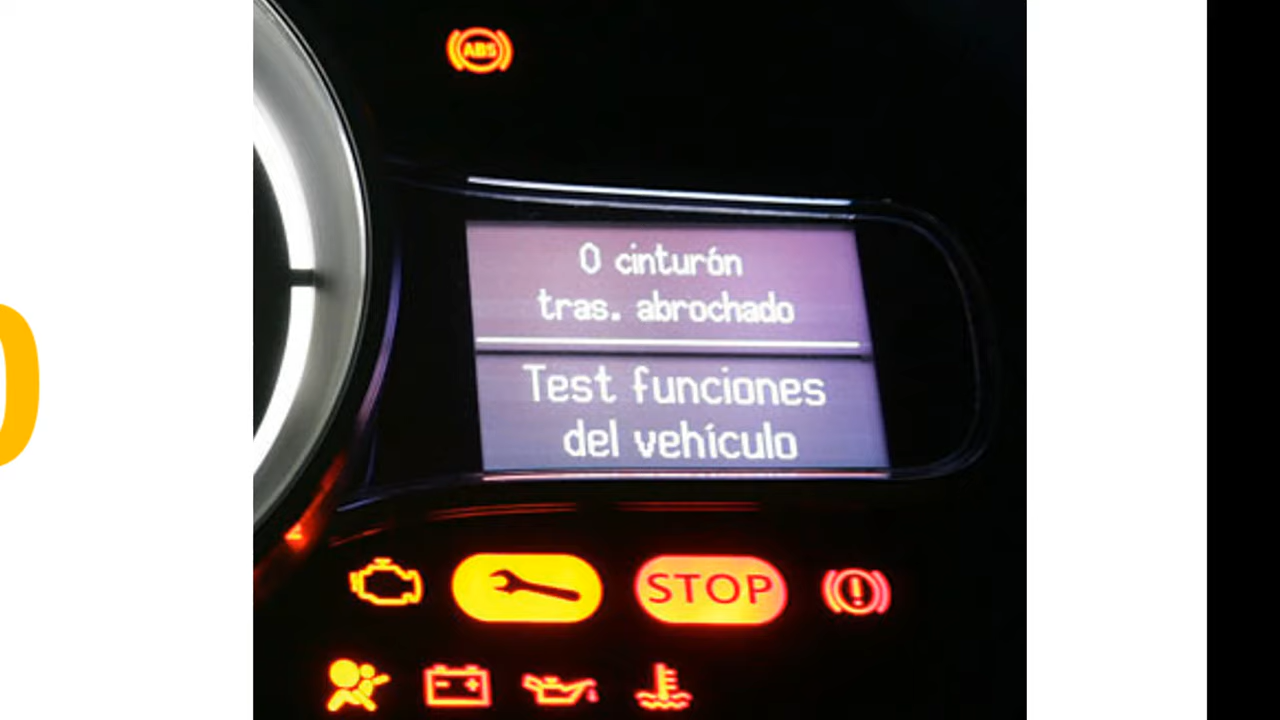 ABS
0 cinturón
tras. abrochado
Test funciones
del vehículo
STOP